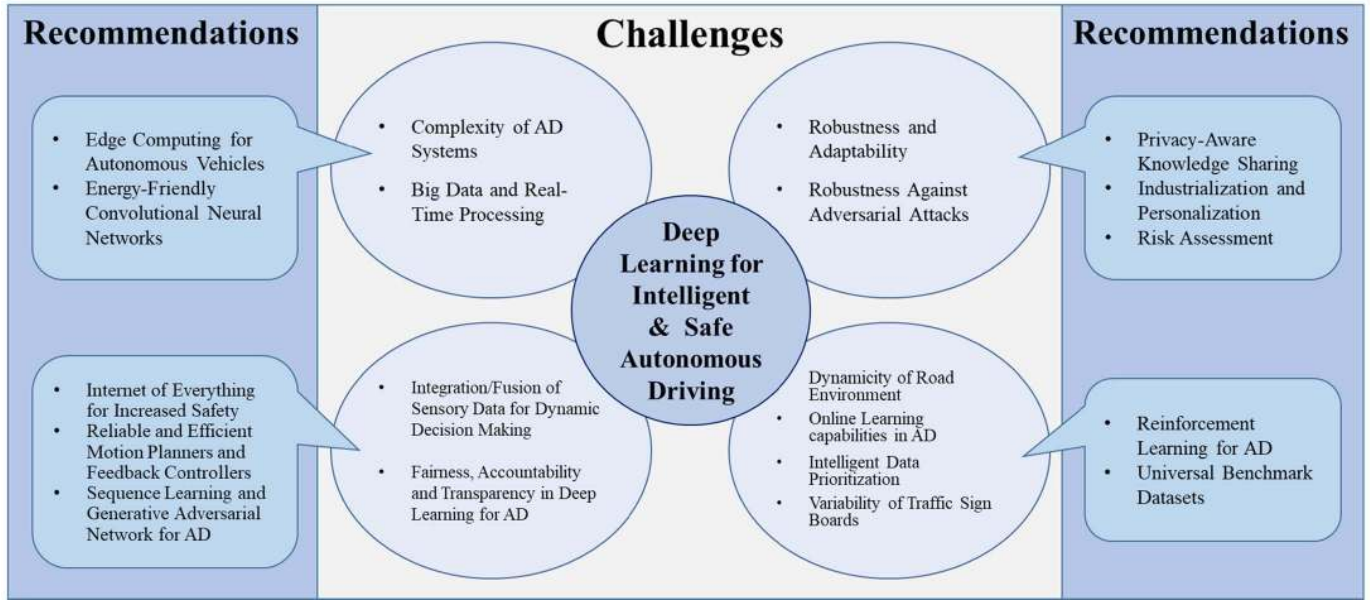 Recommendations
• Edge Computing for
Autonomous Vehicles
• Energy-Friendly
Convolutional Neural
Networks
• Internet of Everything
for Increased Safety
• Reliable and Efficient
Motion Planners and
Feedback Controllers
• Sequence Learning and
Generative Adversarial
Network for AD
Challenges
• Complexity of AD
Systems
• Big Data and Real-
Time Processing
• Robustness and
Adaptability
• Robustness Against
Adversarial Attacks
Deep
Learning for
Intelligent
& Safe
Autonomous
Driving
• Integration/Fusion of
Sensory Data for Dynamic
Decision Making
• Fairness, Accountability
and Transparency in Deep
Learning for AD
Dynamicity of Road
Environment
• Online Learning
capabilities in AD
• Intelligent Data
Prioritization
• Variability of Traffic Sign
Boards
Recommendations
• Privacy-Aware
Knowledge Sharing
• Industrialization and
Personalization
• Risk Assessment
• Reinforcement
Learning for AD
• Universal Benchmark
Datasets